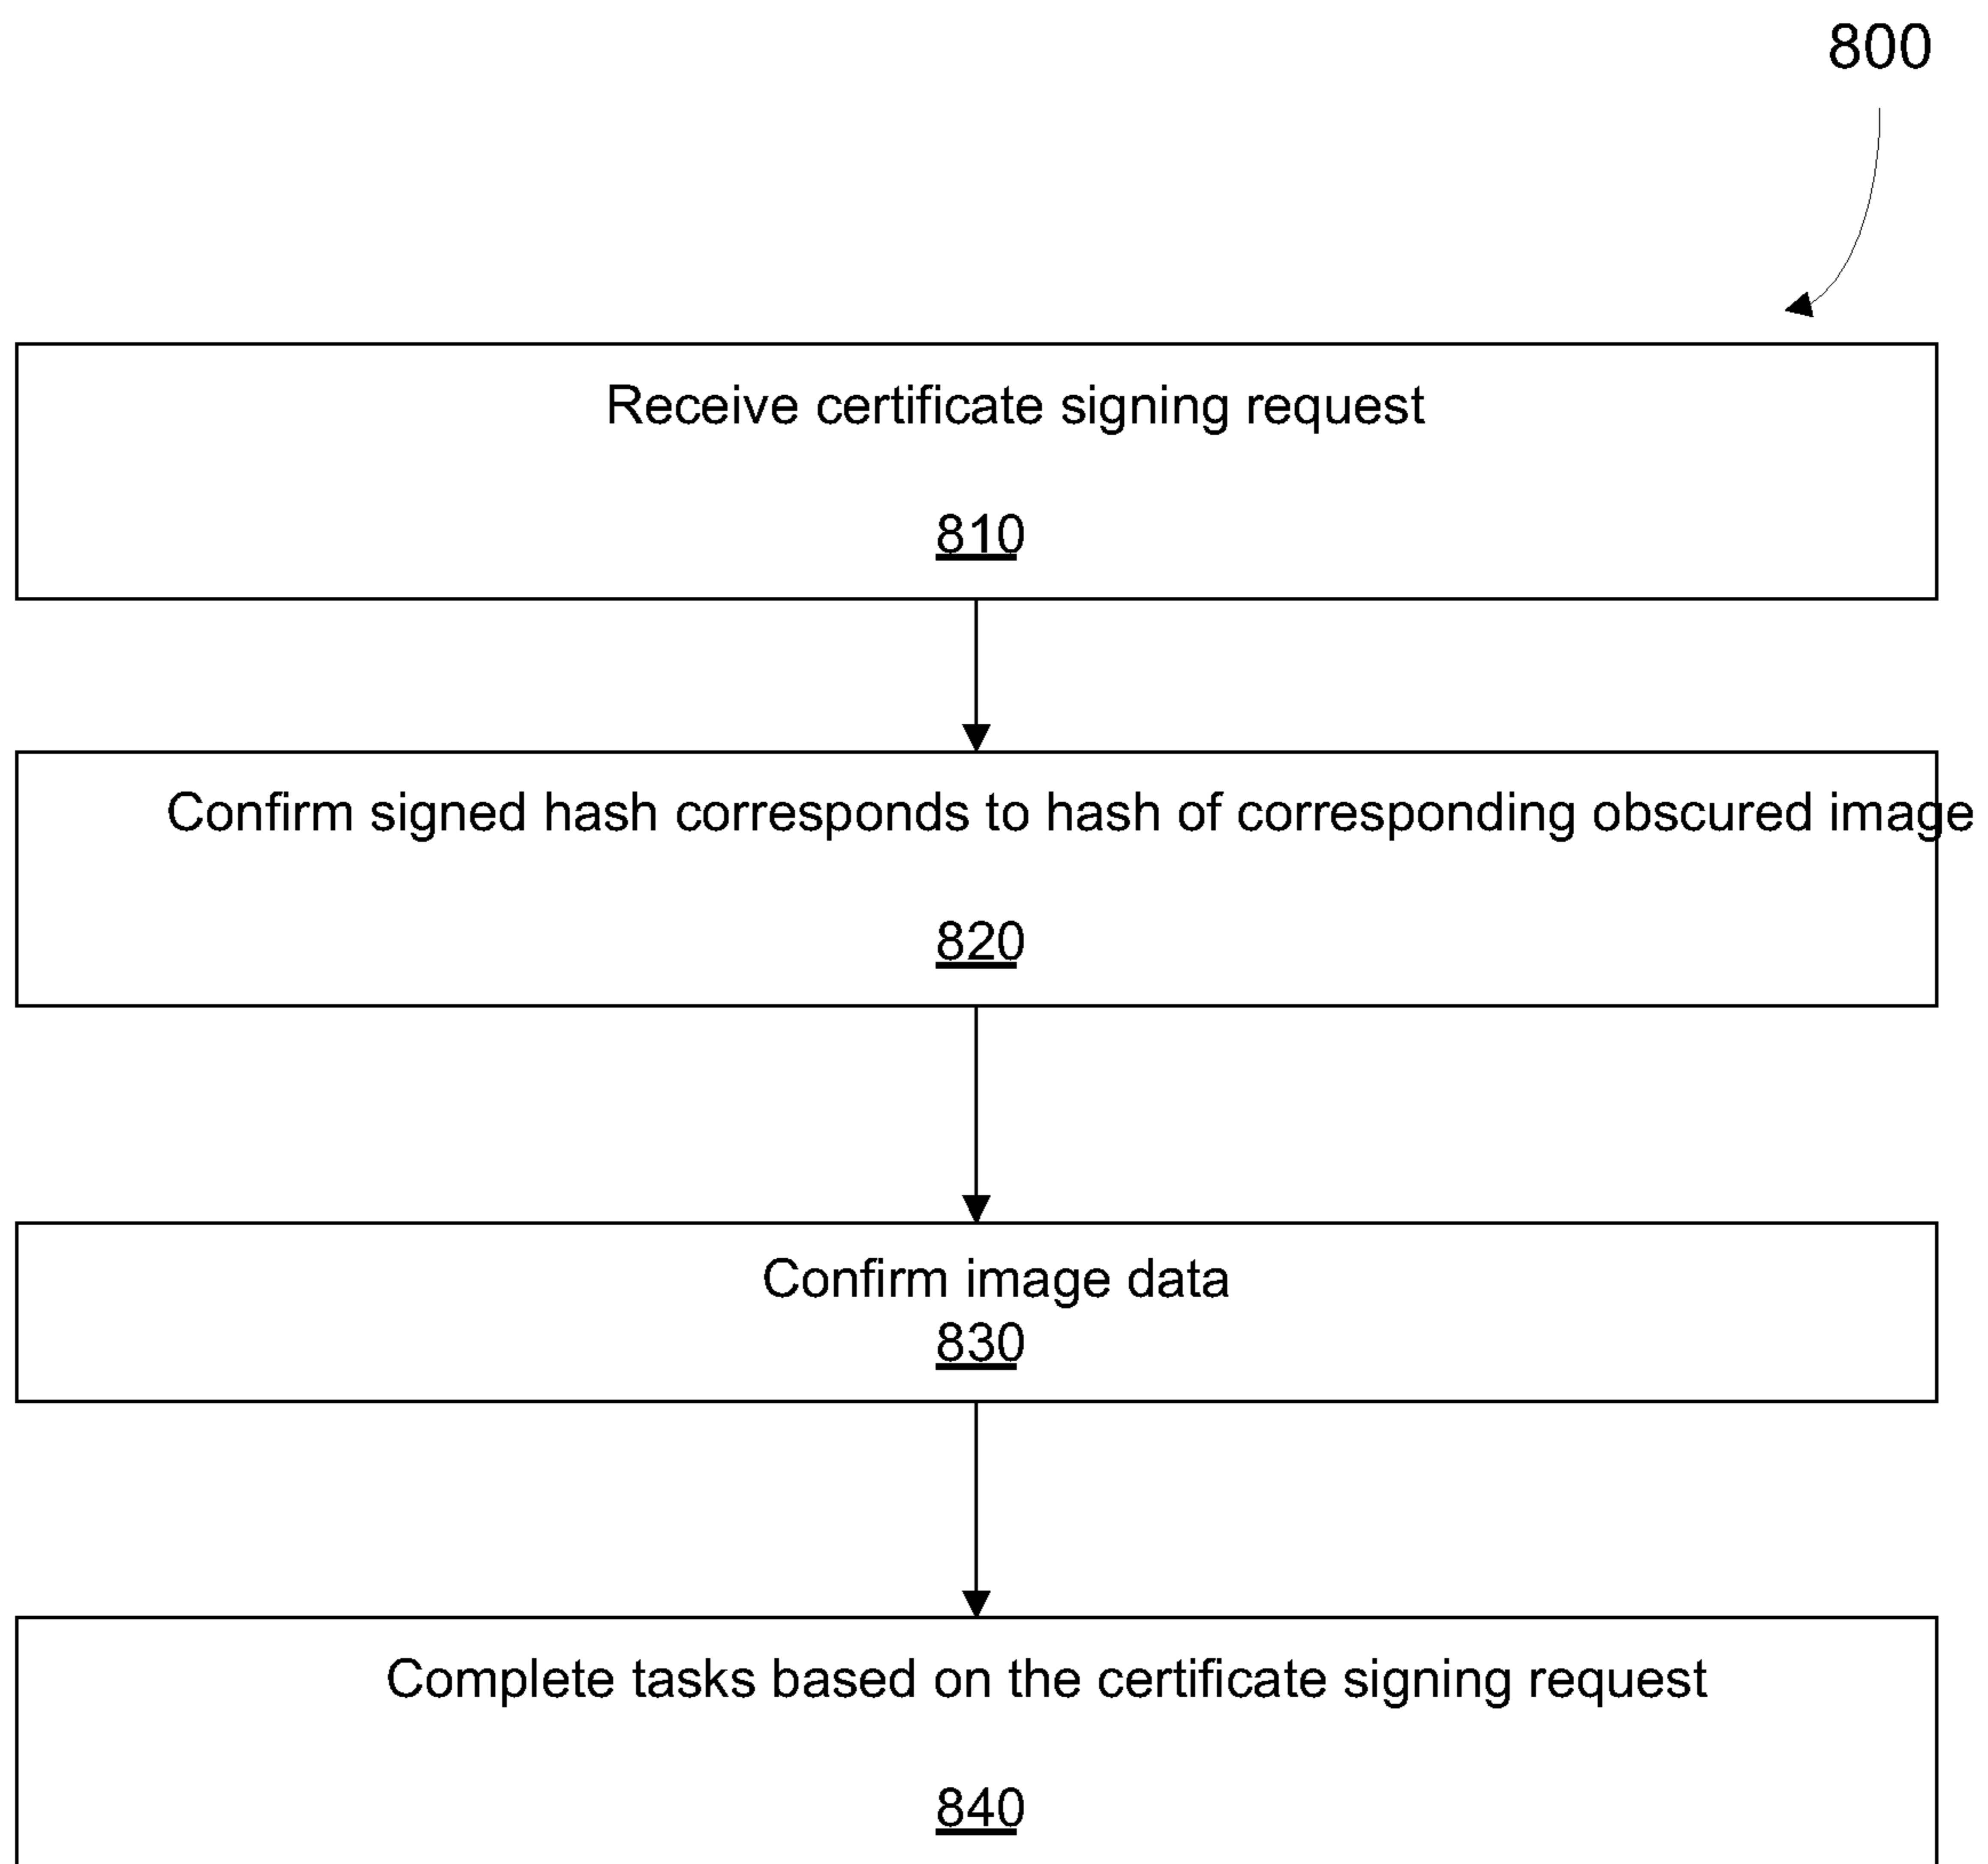 800
Receive certificate signing request
810
Confirm signed hash corresponds to hash of corresponding obscured image
820
Confirm image data
830
Complete tasks based on the certificate signing request
840